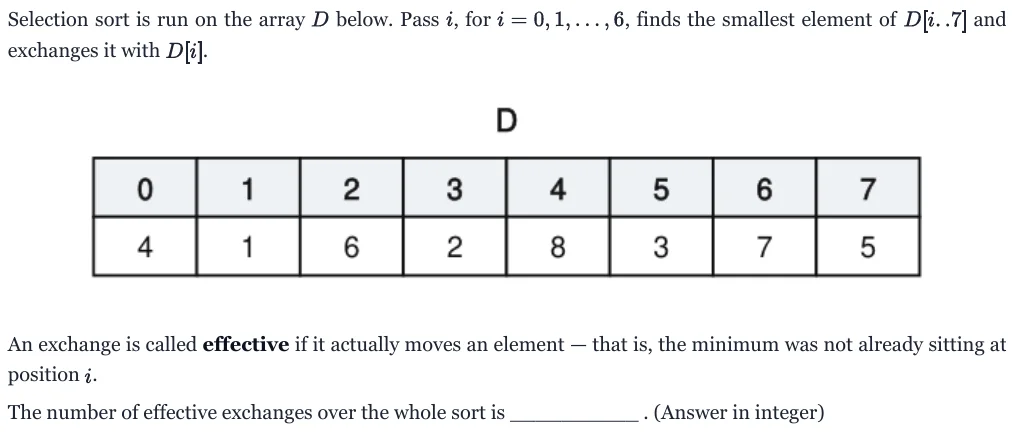 Selection sort is run on the array D below. Pass i, for i = 0, 1, . . . , 6, finds the smallest element of D[i. .7] and
exchanges it with D[i].
D
0 1 2 3 4 5 6 7
4 1 6 2 8 3 7 5
An exchange is called effective if it actually moves an element — that is, the minimum was not already sitting at
position i.
The number of effective exchanges over the whole sort is ____________ . (Answer in integer)